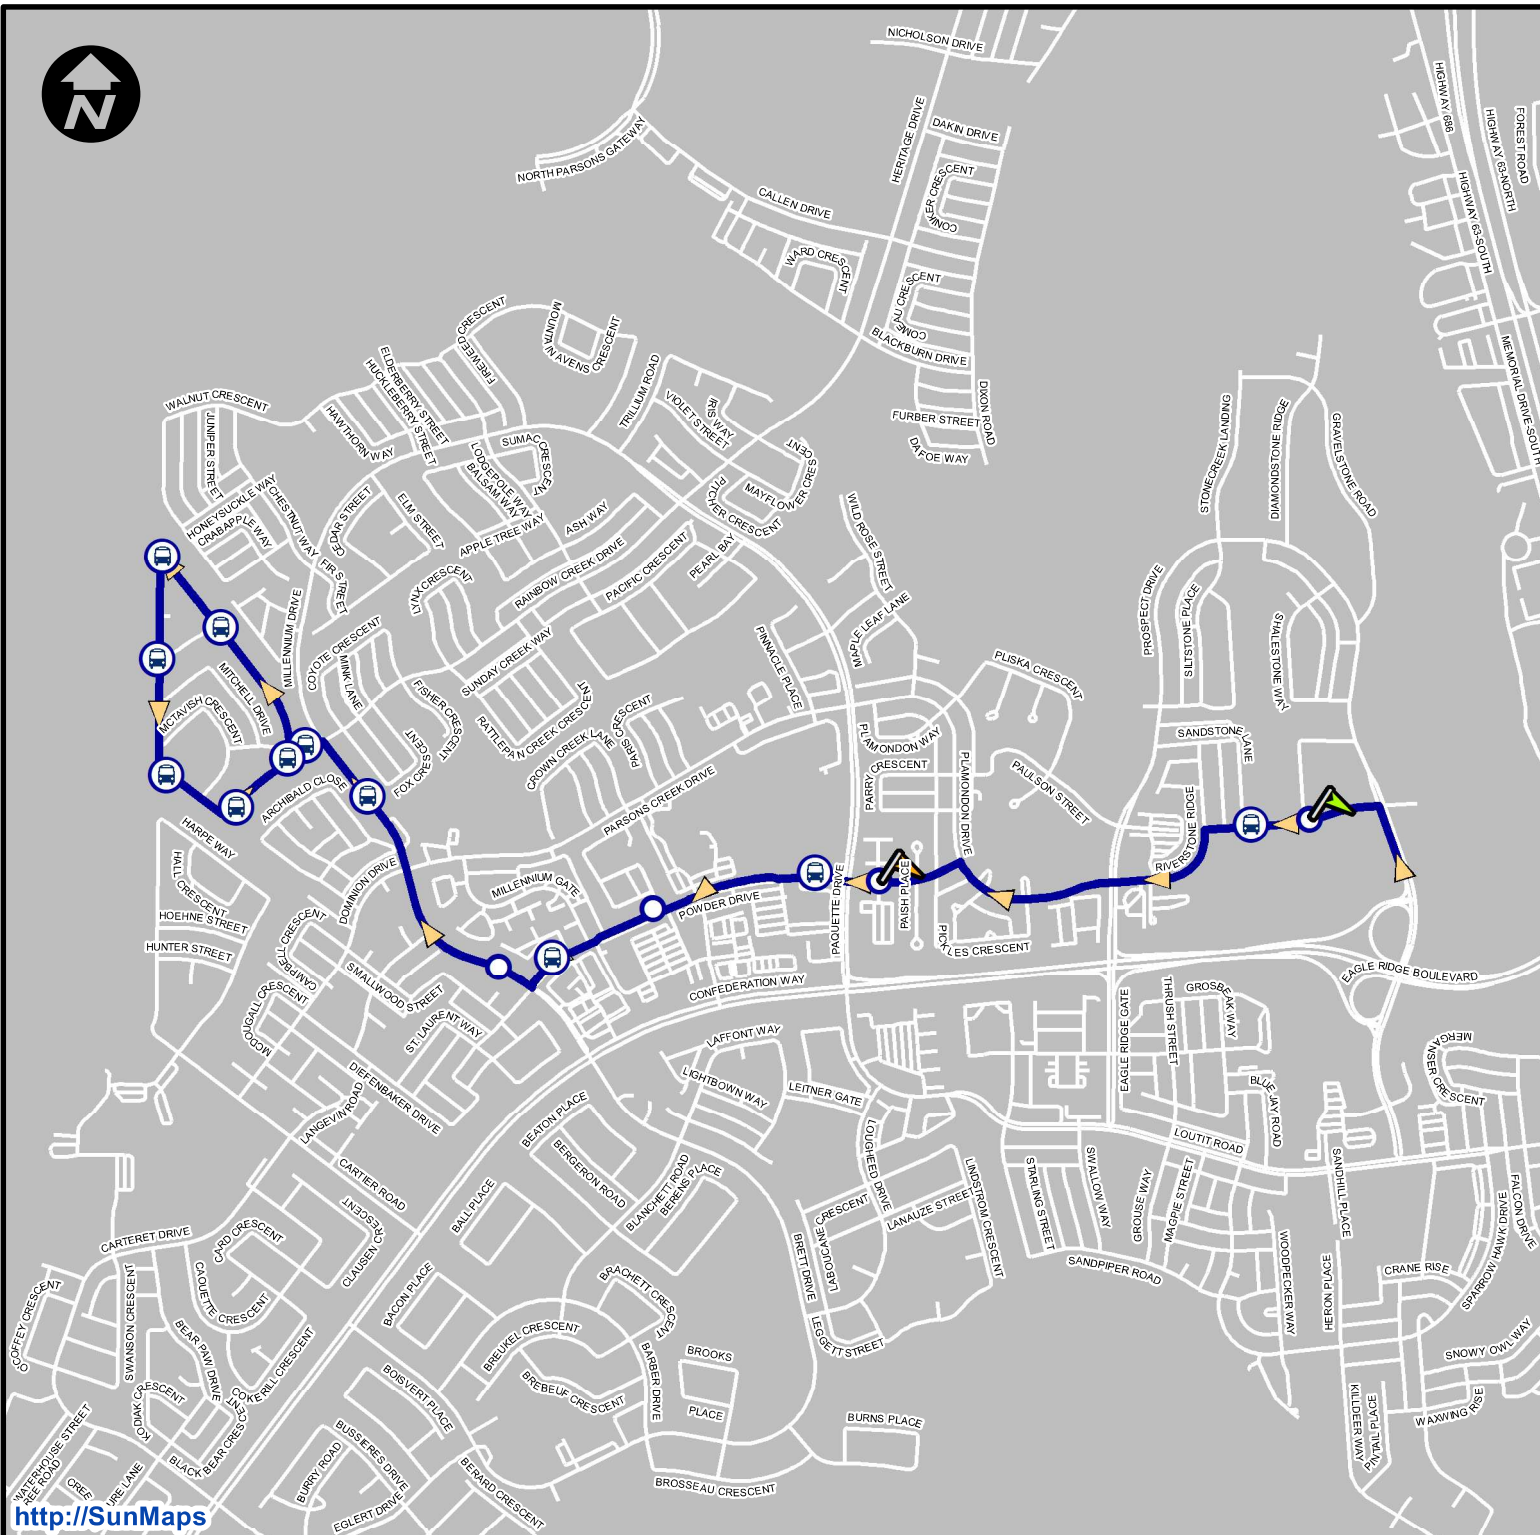 N
NICHOLSON DRIVE
HIGHWAY 686
HIGHWAY 63-NORTH
FOREST ROAD
HERITAGE DRIVE
DAKIN DRIVE
NORTH PARSONS GATEWAY
CALLEN DRIVE
CONKER CRESCENT
HIGHWAY 63-SOUTH
WARD CRESCENT
COMEAU CRESCENT
BLACKBURN DRIVE
MEMORIAL DRIVE-SOUTH
FIREWEED CRESCENT
MOUNTAIN AVENS CRESCENT
ELDERBERRY STREET
HUCKLEBERRY STREET
TRILLIUM ROAD
VIOLET STREET
IRIS WAY
DIXON ROAD
FURBER STREET
DAFOE WAY
WALNUT CRESCENT
JUNIPER STREET
HAWTHORN WAY
SUMAC CRESCENT
LODGEPOLE WAY
BALSAM WAY
STONECREEK LANDING
DIAMONDSTONE RIDGE
GRAVELSTONE ROAD
HONEYSUCKLE WAY
CRABAPPLE WAY
CHESTNUT WAY
CEDAR STREET
ELM STREET
APPLE TREE WAY
ASH WAY
PITCHER CRESCENT
MAYFLOWER CRESCENT
WILD ROSE STREET
FIR STREET
LYNX CRESCENT
RAINBOW CREEK DRIVE
PACIFIC CRESCENT
PEARL BAY
MAPLE LEAF LANE
PROSPECT DRIVE
SILTSTONE PLACE
SHALESTONE WAY
MILLENNIUM DRIVE
COYOTE CRESCENT
MINK LANE
SUNDAY CREEK WAY
PINNACLE PLACE
PLISKA CRESCENT
MITCHELL DRIVE
MCTAVISH CRESCENT
FISHER CRESCENT
FOX CRESCENT
RATTLEPAN CREEK CRESCENT
CROWN CREEK LANE
PARIS CRESCENT
PLAMONDON WAY
SANDSTONE LANE
ARCHIBALD CLOSE
PARSONS CREEK DRIVE
PARRY CRESCENT
PLAMONDON DRIVE
PAULSON STREET
RIVERSTONE RIDGE
HARPE WAY
HALL CRESCENT
HOEHNE STREET
HUNTER STREET
DOMINION DRIVE
MILLENNIUM GATE
POWDER DRIVE
PAQUETTE DRIVE
PAISH PLACE
PICKLES CRESCENT
CAMPBELL CRESCENT
SMALLWOOD STREET
CONFEDERATION WAY
EAGLE RIDGE BOULEVARD
MCDOUGALL CRESCENT
ST. LAURENT WAY
EAGLE RIDGE GATE
THRUSH STREET
GROSBEAK WAY
LAFFONT WAY
MERGANSER CRESCENT
DIEFENBAKER DRIVE
LIGHTBOWN WAY
LEITNER GATE
BLUE JAY ROAD
LANGEVIN ROAD
BEATON PLACE
BERGERON ROAD
LOUGHEED DRIVE
LOUTIT ROAD
CARTIER ROAD
BALL PLACE
BLANCHETT ROAD
BERENS PLACE
LINDSTROM CRESCENT
STARLING STREET
SWALLOW WAY
GROUSE WAY
MAGPIE STREET
SANDHILL PLACE
FALCON DRIVE
CARTERET DRIVE
CARD CRESCENT
CLAUSEN CRESCENT
LABOUCANE CRESCENT
LANAUZE STREET
BRETT DRIVE
SANDPIPER ROAD
WOODPECKER WAY
HERON PLACE
CRANE RISE
SPARROW HAWK DRIVE
O'COFFEY CRESCENT
SWANSON CRESCENT
CAOUETTE CRESCENT
BACON PLACE
BRACHETT CRESCENT
BREUKEL CRESCENT
LEGGETT STREET
BEAR PAW DRIVE
COKERILL CRESCENT
BARBER DRIVE
BROOKS
PLACE
SNOWY OWL WAY
KODIAK CRESCENT
BOISVERT PLACE
BREBEUF CRESCENT
BURNS PLACE
KILLDEER WAY
PINTAIL PLACE
WAXWING RISE
WATERHOUSE STREET
BLACK BEAR CRESCENT
BUSSIERES DRIVE
BURRY ROAD
BERARD CRESCENT
BROSSEAU CRESCENT
EGLERT DRIVE
REE ROAD
CREE
URE LANE
http://SunMaps